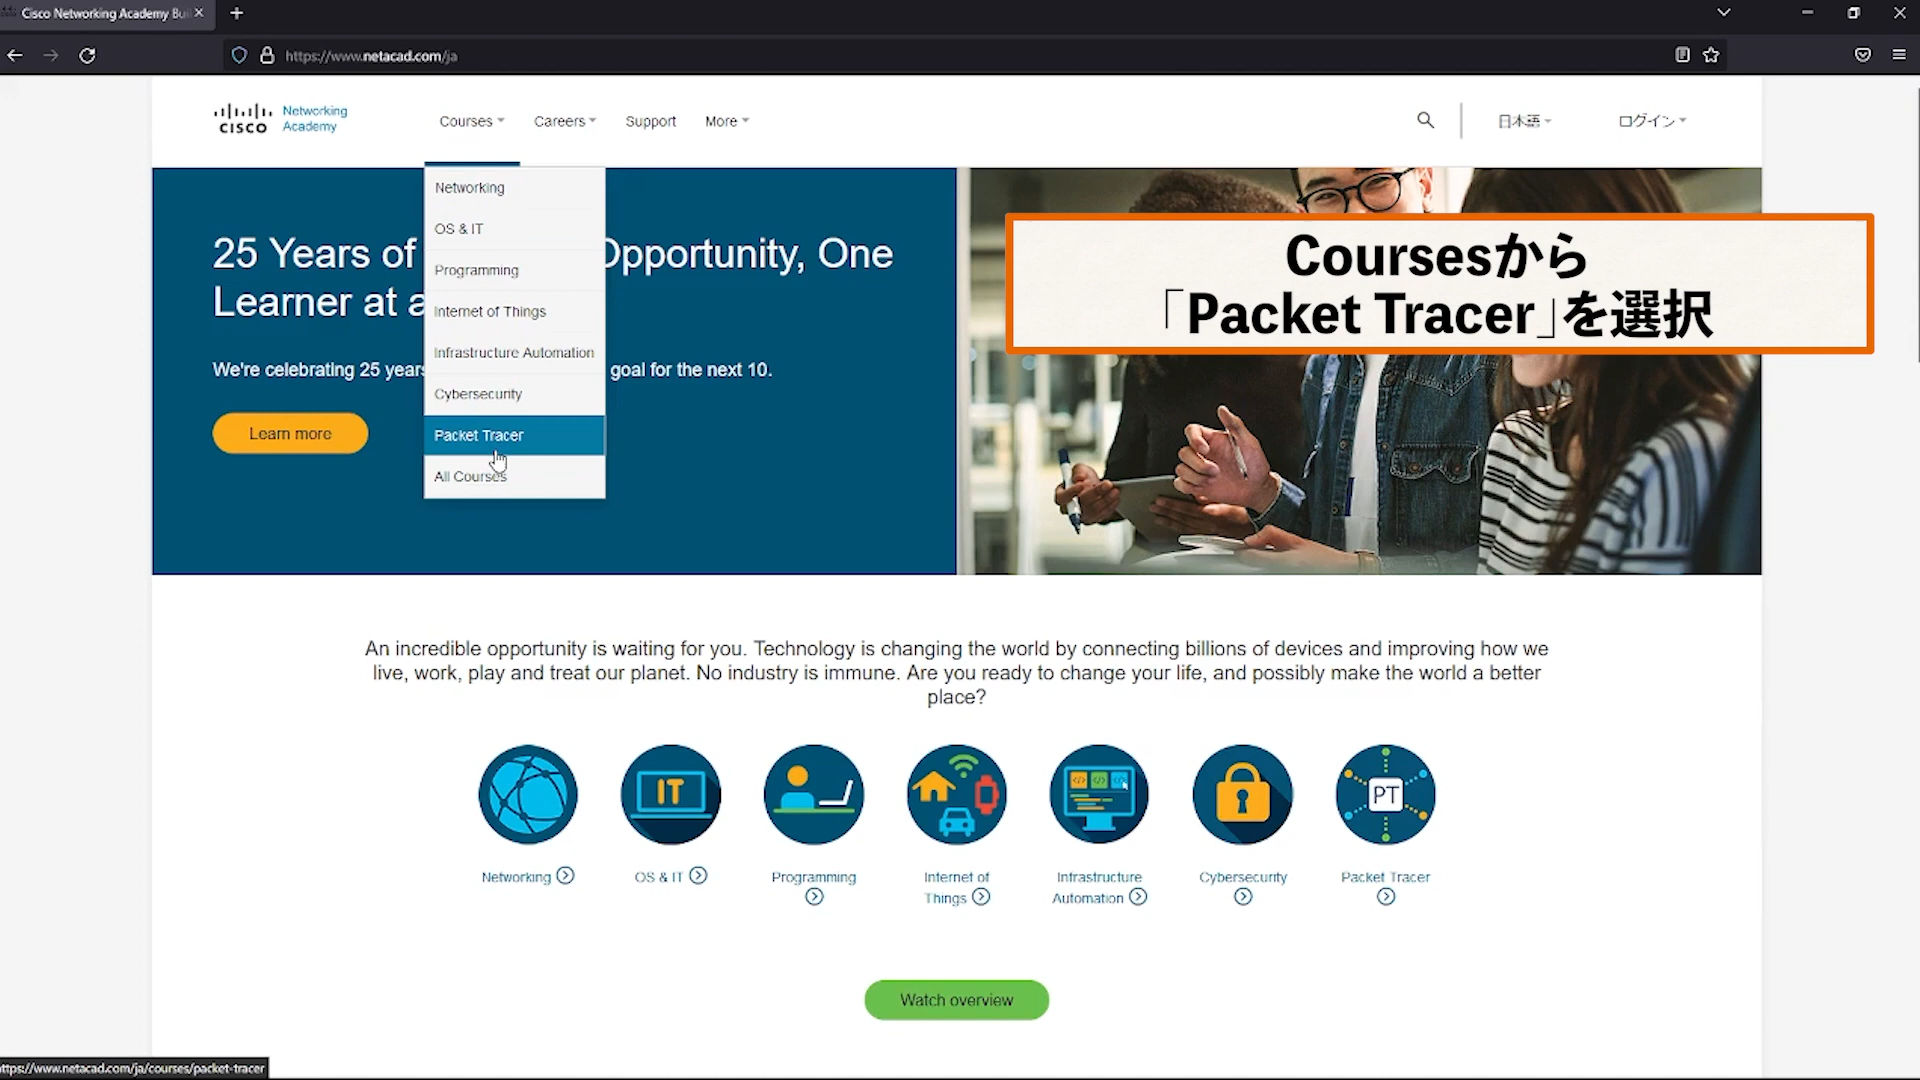 Cisco Networking Academy Bui
https://www.netacad.com/ja
CISCO
Networking
Academy
Courses
Careers
Support
More
日本語
ログイン
Networking
OS & IT
Programming
Internet of Things
Infrastructure Automation
Cybersecurity
Packet Tracer
All Courses
25 Years of Opportunity, One
Learner at a
We're celebrating 25 years goal for the next 10.
Learn more
Coursesから
「Packet Tracer」を選択
An incredible opportunity is waiting for you. Technology is changing the world by connecting billions of devices and improving how we
live, work, play and treat our planet. No industry is immune. Are you ready to change your life, and possibly make the world a better
place?
IT
PT
Networking
OS & IT
Programming
Internet of
Things
Infrastructure
Automation
Cybersecurity
Packet Tracer
Watch overview
https://www.netacad.com/ja/courses/packet-tracer